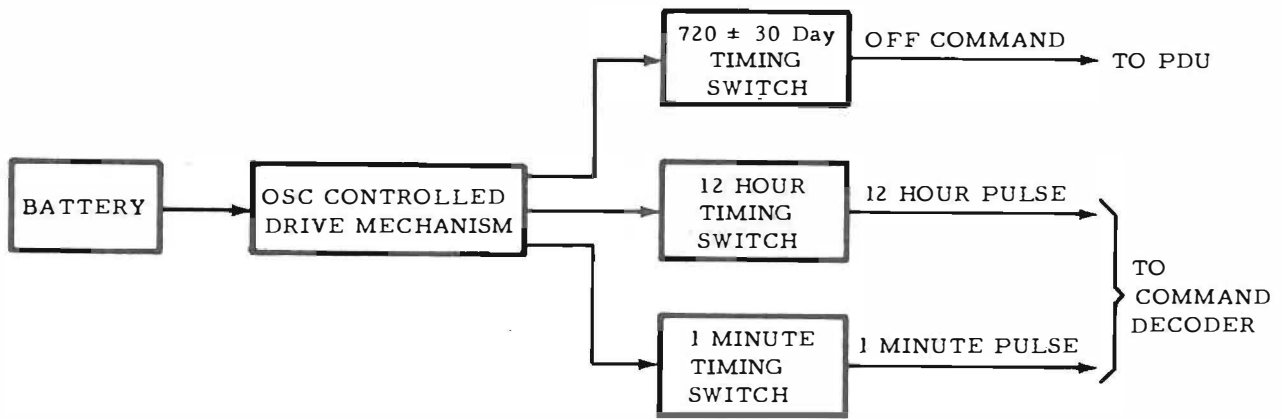 720 ± 30 Day
TIMING
SWITCH
OFF COMMAND
TO PDU
BATTERY
OSC CONTROLLED
DRIVE MECHANISM
12 HOUR
TIMING
SWITCH
12 HOUR PULSE
1 MINUTE
TIMING
SWITCH
1 MINUTE PULSE
TO
COMMAND
DECODER